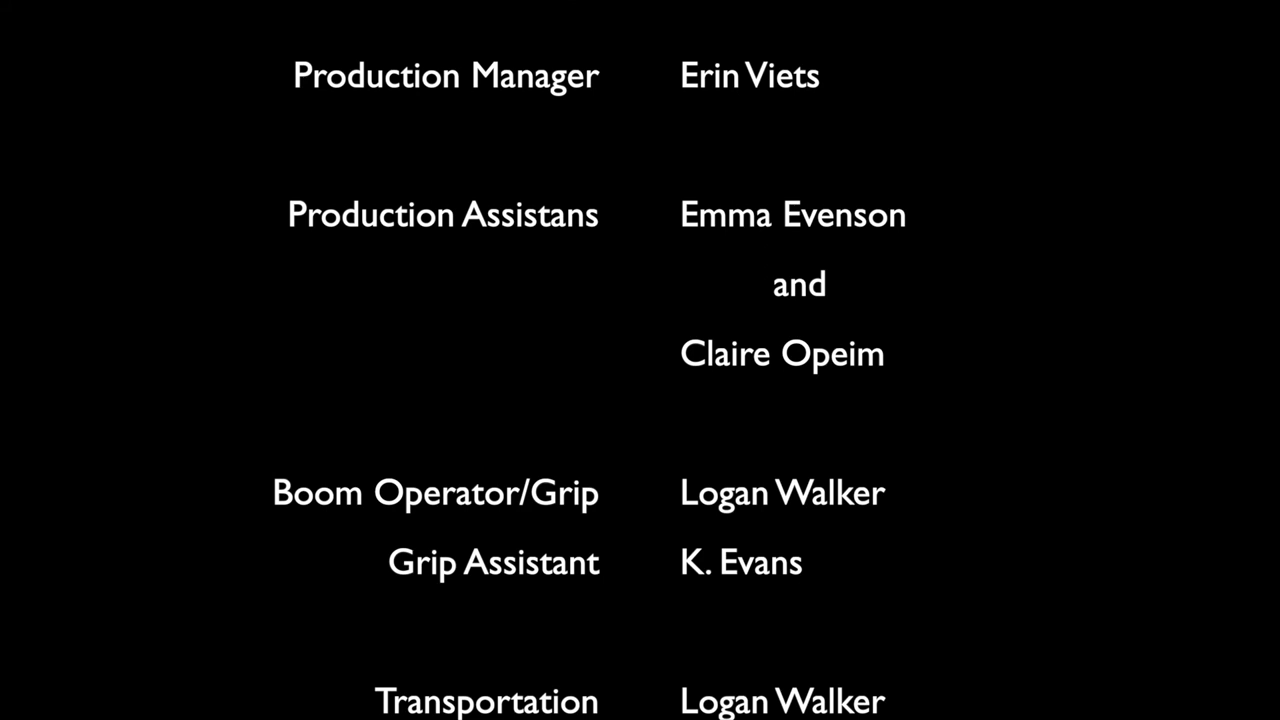 Production Manager Erin Viets
Production Assistans Emma Evenson
and
Claire Opeim
Boom Operator/Grip Logan Walker
Grip Assistant K. Evans
Transportation Logan Walker